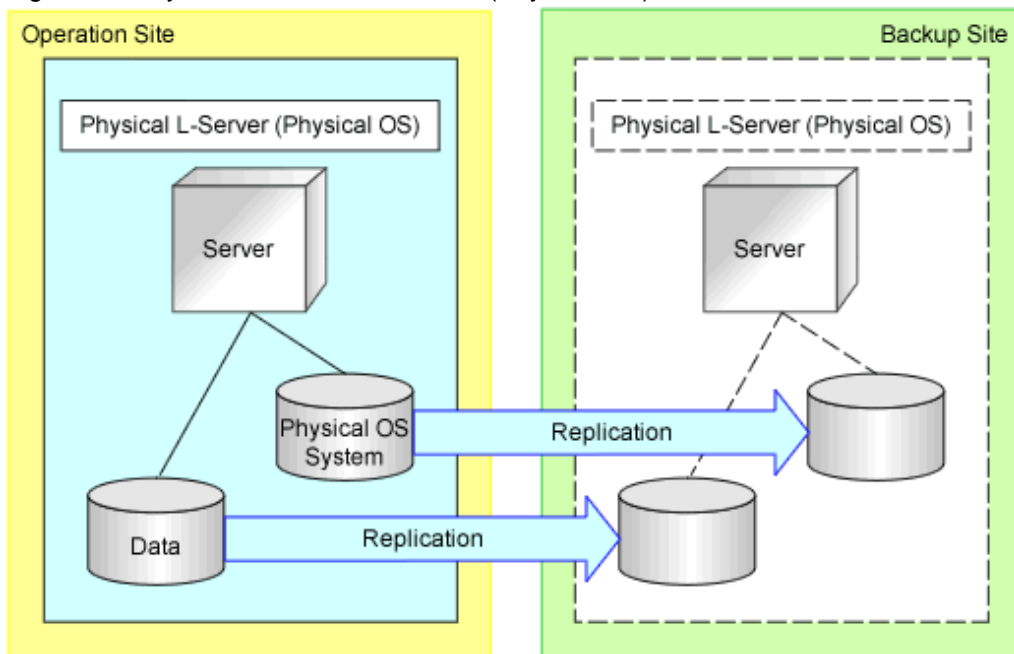 Operation Site
Backup Site
Physical L-Server (Physical OS)
Physical L-Server (Physical OS)
Server
Server
Physical OS
System
Replication
Data
Replication